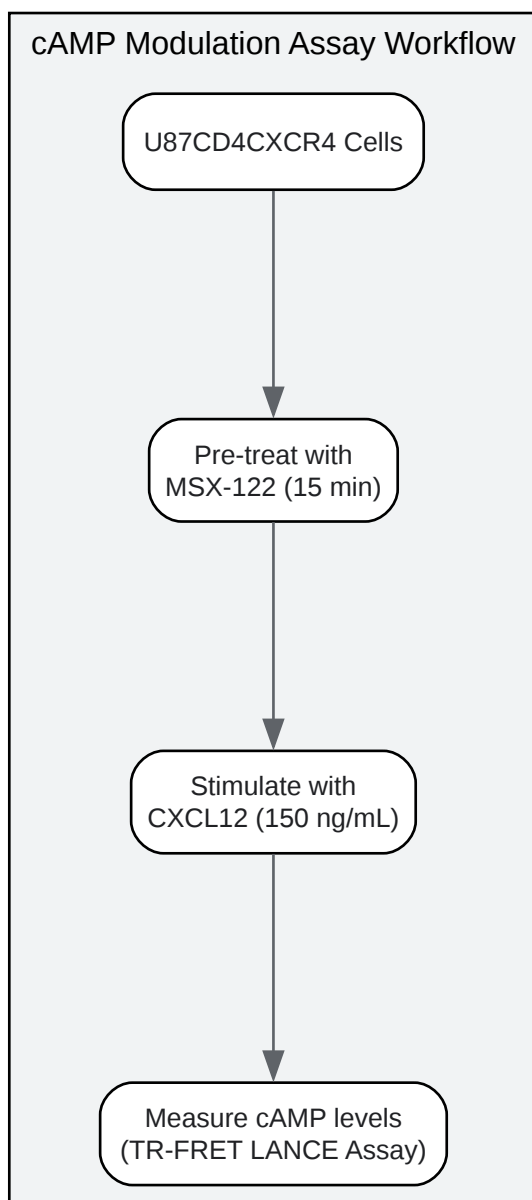 cAMP Modulation Assay Workflow
U87CD4CXCR4 Cells
Pre-treat with
MSX-122 (15 min)
Stimulate with
CXCL12 (150 ng/mL)
Measure cAMP levels
(TR-FRET LANCE Assay)